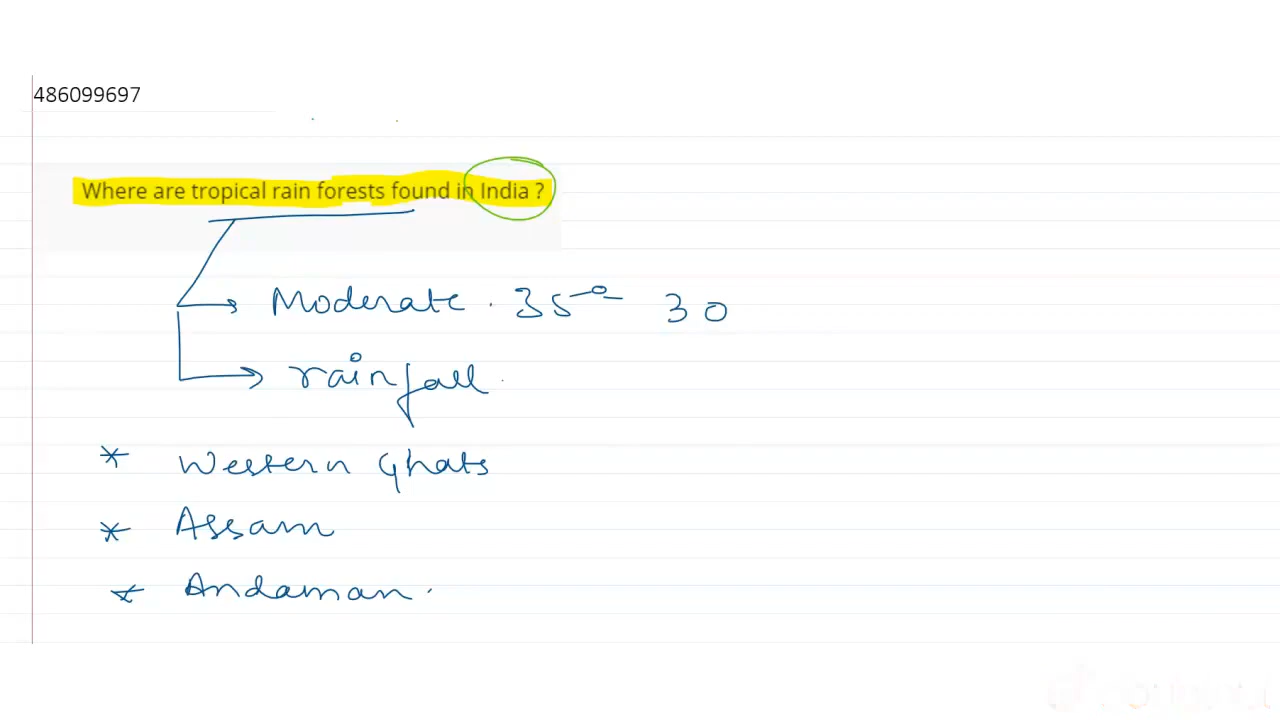 486099697
Where are tropical rain forests found in India ?
Moderate. 35 - 30
rainfall.
* Western Ghats
* Assam
* Andaman.